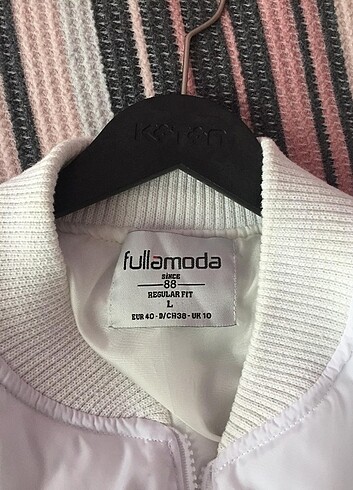 fullamoda
SINCE
88
REGULAR FIT
L
EUR 40 - D/CH38 - UK 10